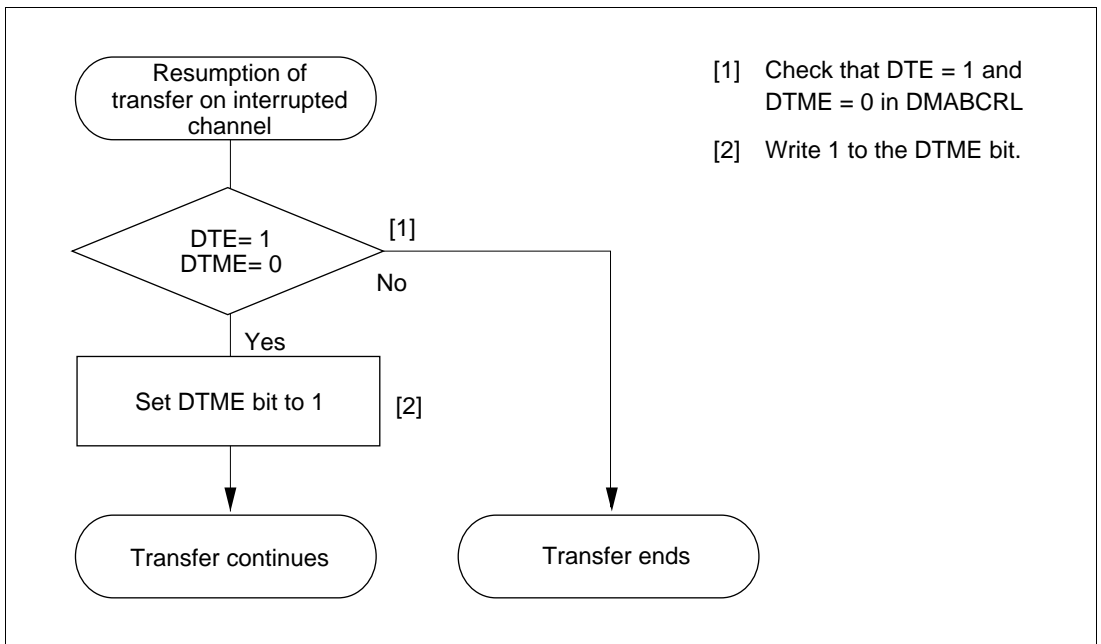 Resumption of
transfer on interrupted
channel
[1] Check that DTE = 1 and
DTME = 0 in DMABCRL
[2] Write 1 to the DTME bit.
DTE= 1
DTME= 0
[1]
No
Yes
Set DTME bit to 1
[2]
Transfer continues
Transfer ends